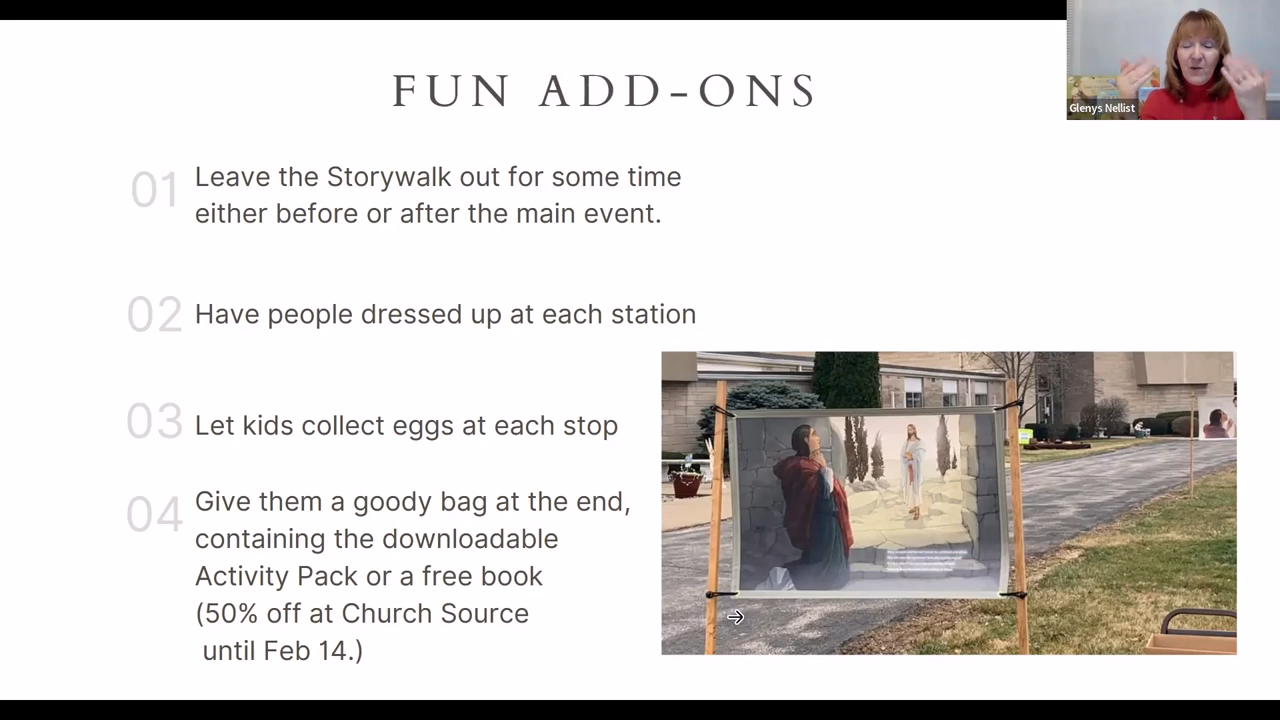 FUN ADD-ONS
Glenys Nellist
01 Leave the Storywalk out for some time
either before or after the main event.
02 Have people dressed up at each station
03 Let kids collect eggs at each stop
04 Give them a goody bag at the end,
containing the downloadable
Activity Pack or a free book
(50% off at Church Source
until Feb 14.)